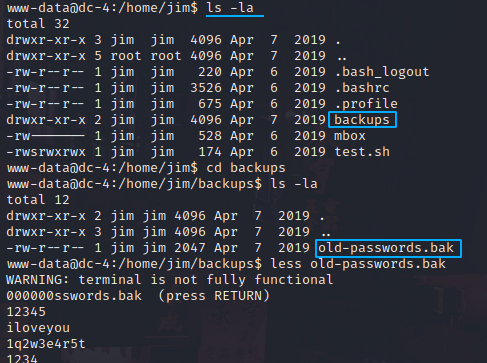 www-data@dc-4:/home/jim$ ls -la
total 32
drwxr-xr-x 3 jim  jim  4096 Apr  7  2019 .
drwxr-xr-x 5 root root 4096 Apr  7  2019 ..
-rw-r--r-- 1 jim  jim   220 Apr  6  2019 .bash_logout
-rw-r--r-- 1 jim  jim  3526 Apr  6  2019 .bashrc
-rw-r--r-- 1 jim  jim   675 Apr  6  2019 .profile
drwxr-xr-x 2 jim  jim  4096 Apr  7  2019 backups
-rw------- 1 jim  jim   528 Apr  6  2019 mbox
-rwsrwxrwx 1 jim  jim   174 Apr  6  2019 test.sh
www-data@dc-4:/home/jim$ cd backups
www-data@dc-4:/home/jim/backups$ ls -la
total 12
drwxr-xr-x 2 jim jim 4096 Apr  7  2019 .
drwxr-xr-x 3 jim jim 4096 Apr  7  2019 ..
-rw-r--r-- 1 jim jim 2047 Apr  7  2019 old-passwords.bak
www-data@dc-4:/home/jim/backups$ less old-passwords.bak
WARNING: terminal is not fully functional
000000sswords.bak  (press RETURN)
12345
iloveyou
1q2w3e4r5t
1234